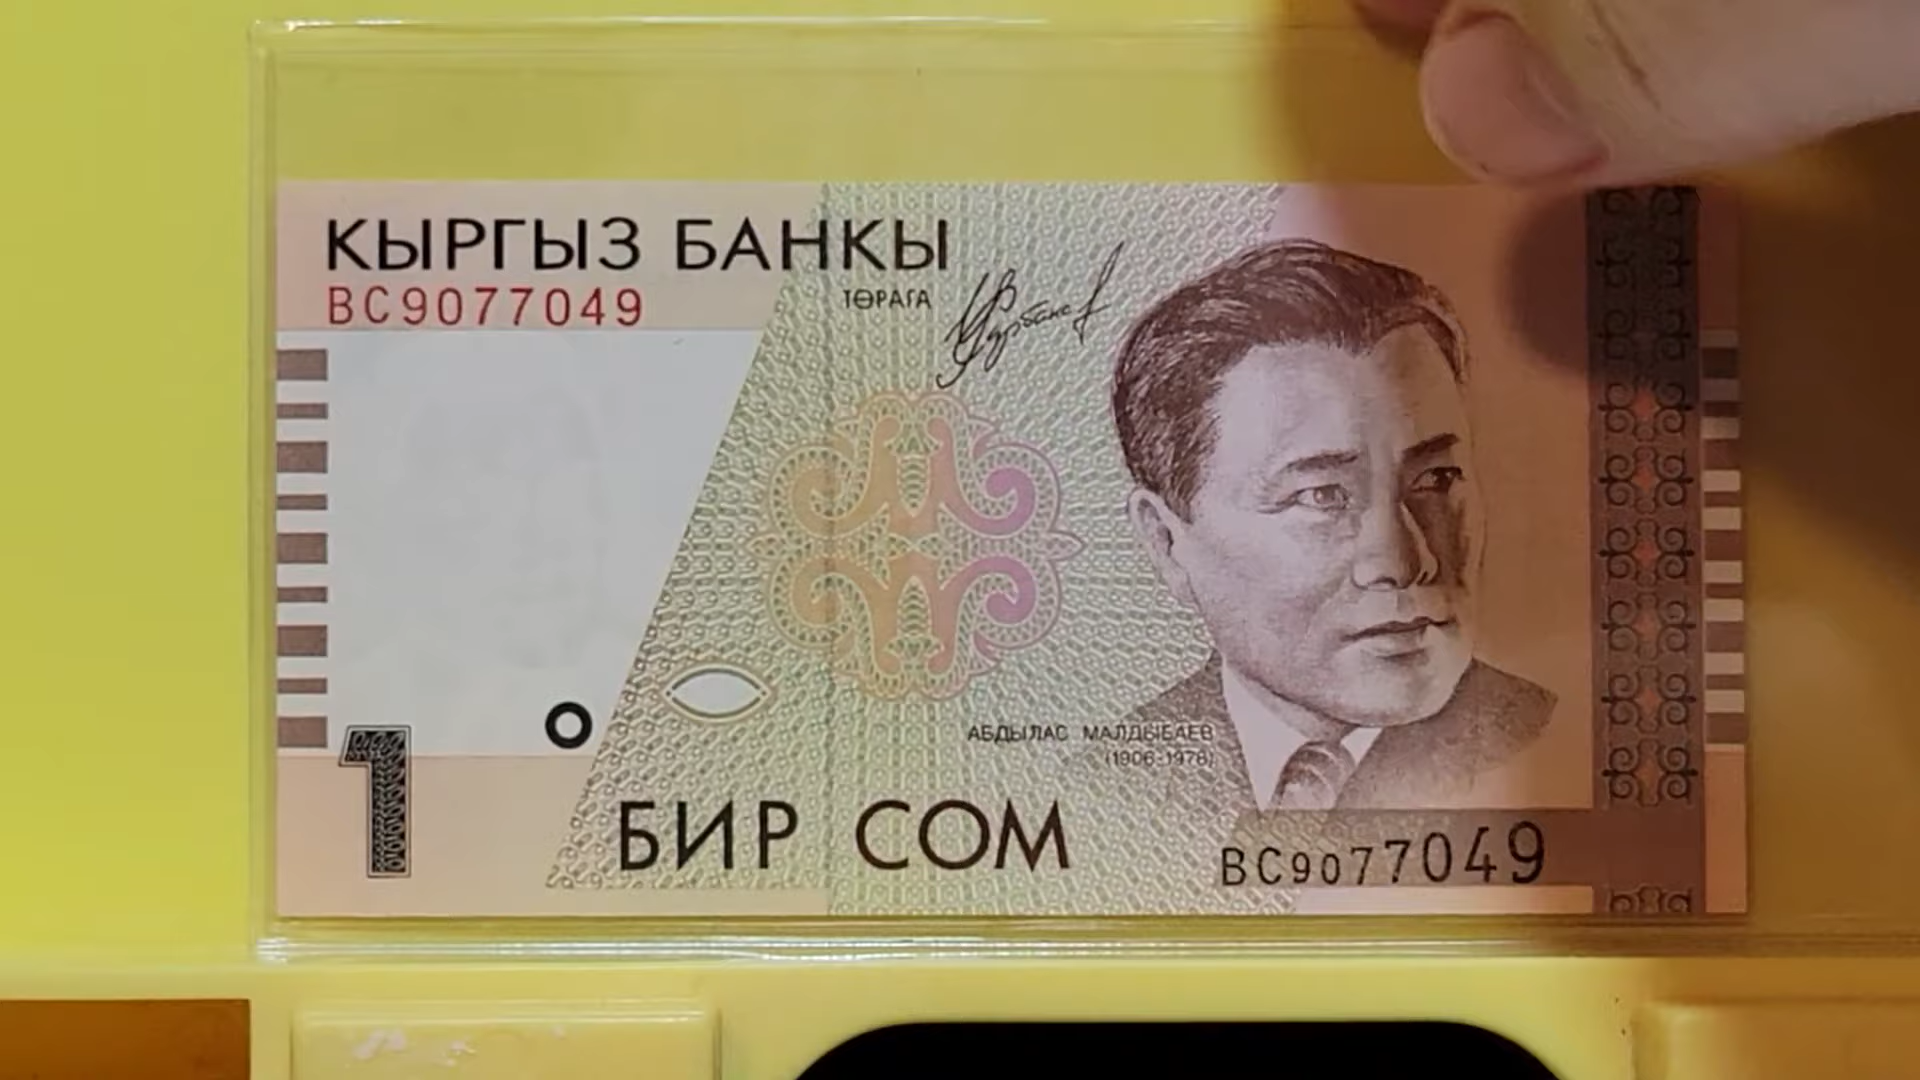 КЫРГЫЗ БАНКЫ
BC9077049
ТӨРАГА
АБДЫЛАС МАЛДЫБАЕВ
(1906-1978)
1
БИР СОМ
BC9077049